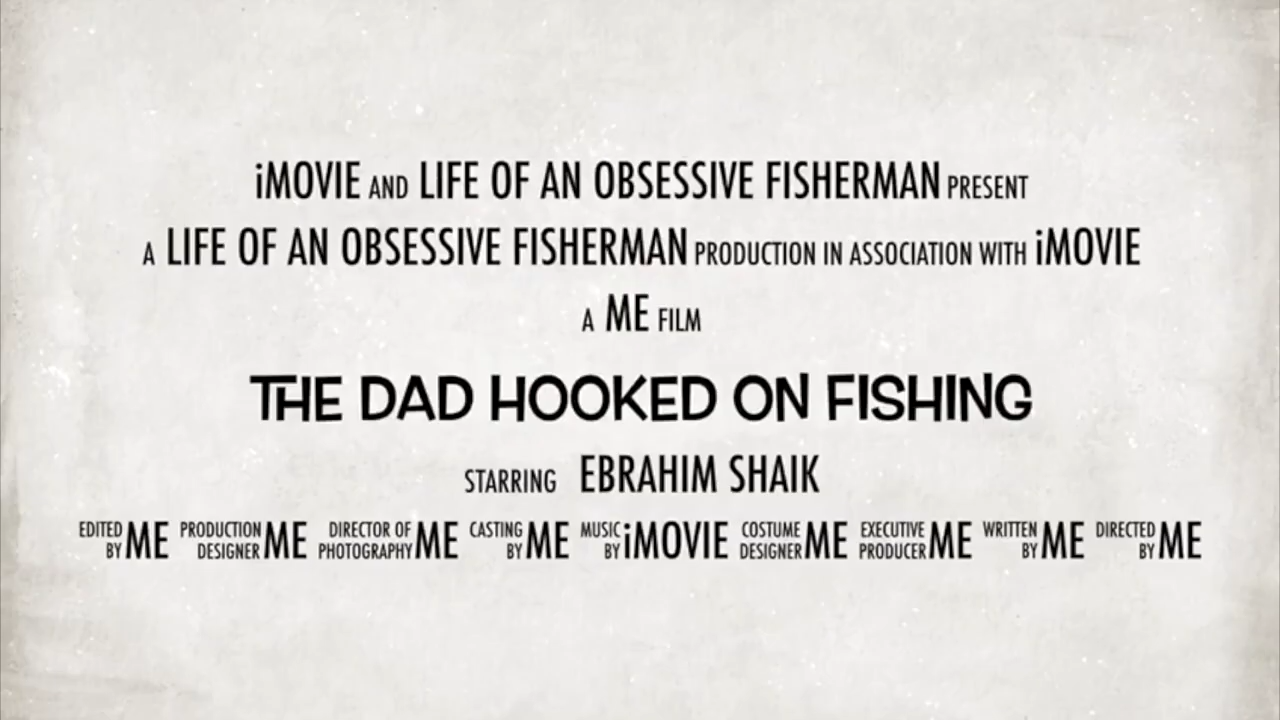 iMOVIE AND LIFE OF AN OBSESSIVE FISHERMAN PRESENT
A LIFE OF AN OBSESSIVE FISHERMAN PRODUCTION IN ASSOCIATION WITH iMOVIE
A ME FILM
THE DAD HOOKED ON FISHING
STARRING EBRAHIM SHAIK
EDITED BY ME PRODUCTION DESIGNER ME DIRECTOR OF PHOTOGRAPHY ME CASTING BY ME MUSIC BY iMOVIE COSTUME DESIGNER ME EXECUTIVE PRODUCER ME WRITTEN BY ME DIRECTED BY ME